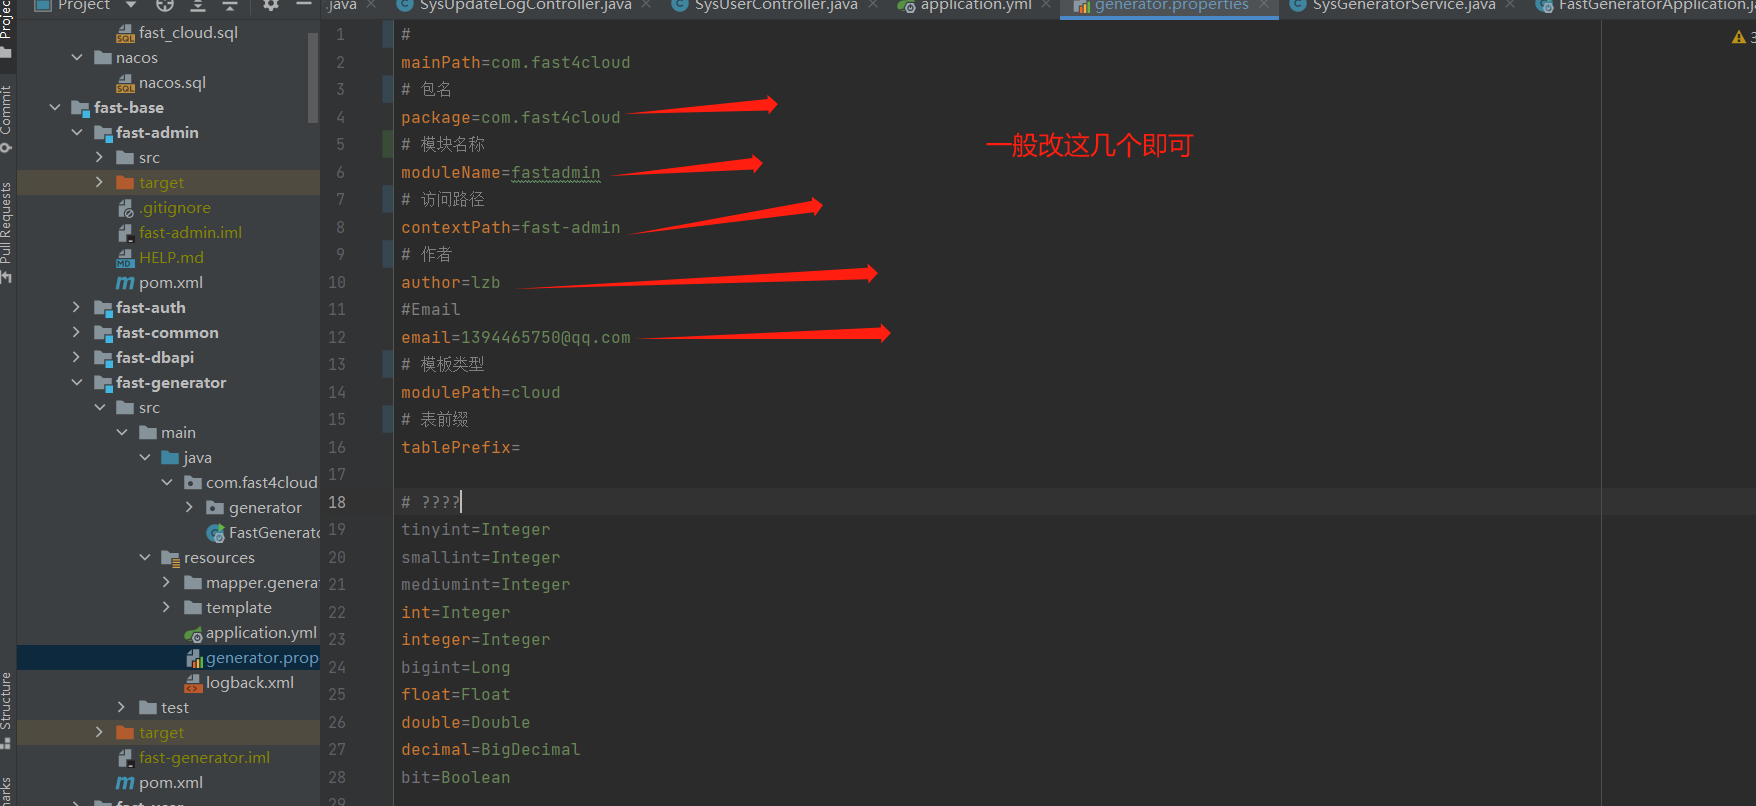 Project
.java
SysUpdateLogController.java
SysUserController.java
application.yml
generator.properties
SysGeneratorService.java
FastGeneratorApplication.j
Project
Commit
Pull Requests
Structure
fast_cloud.sql
nacos
nacos.sql
fast-base
fast-admin
src
target
.gitignore
fast-admin.iml
HELP.md
pom.xml
fast-auth
fast-common
fast-dbapi
fast-generator
src
main
java
com.fast4cloud
generator
FastGenerato
resources
mapper.genera
template
application.yml
generator.prop
logback.xml
test
target
fast-generator.iml
pom.xml
1 #
2 mainPath=com.fast4cloud
3 # 包名
4 package=com.fast4cloud
5 # 模块名称
6 moduleName=fastadmin
7 # 访问路径
8 contextPath=fast-admin
9 # 作者
10 author=lzb
11 #Email
12 email=1394465750@qq.com
13 # 模板类型
14 modulePath=cloud
15 # 表前缀
16 tablePrefix=
17
18 # ????
19 tinyint=Integer
20 smallint=Integer
21 mediumint=Integer
22 int=Integer
23 integer=Integer
24 bigint=Long
25 float=Float
26 double=Double
27 decimal=BigDecimal
28 bit=Boolean
29
一般改这几个即可
3